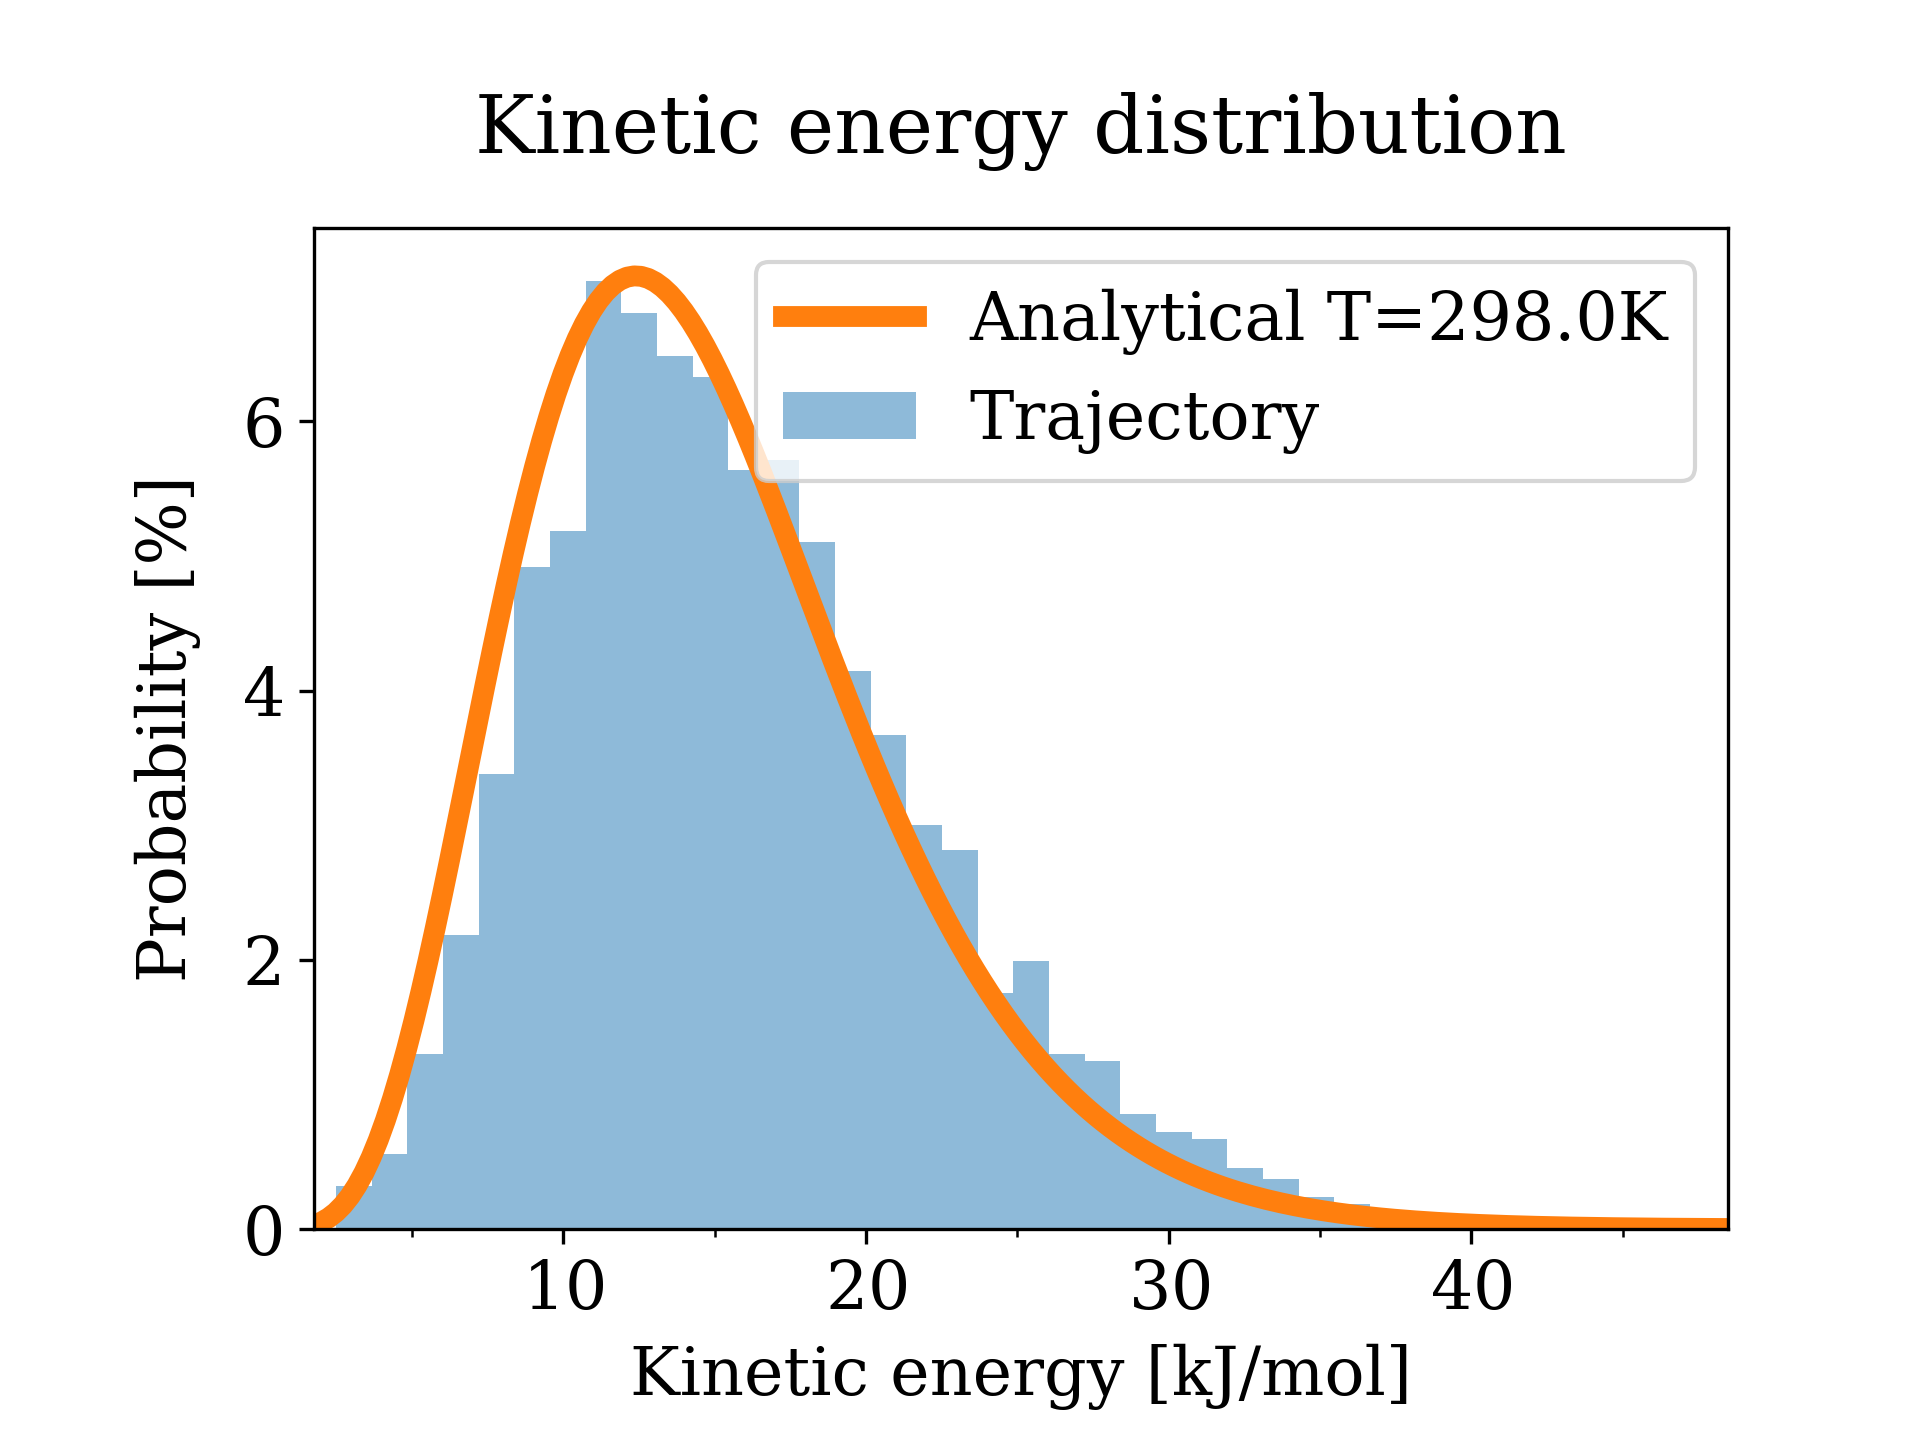 Kinetic energy distribution
Analytical T=298.0K
Trajectory
Probability [%]
6
4
2
0
10 20 30 40
Kinetic energy [kJ/mol]